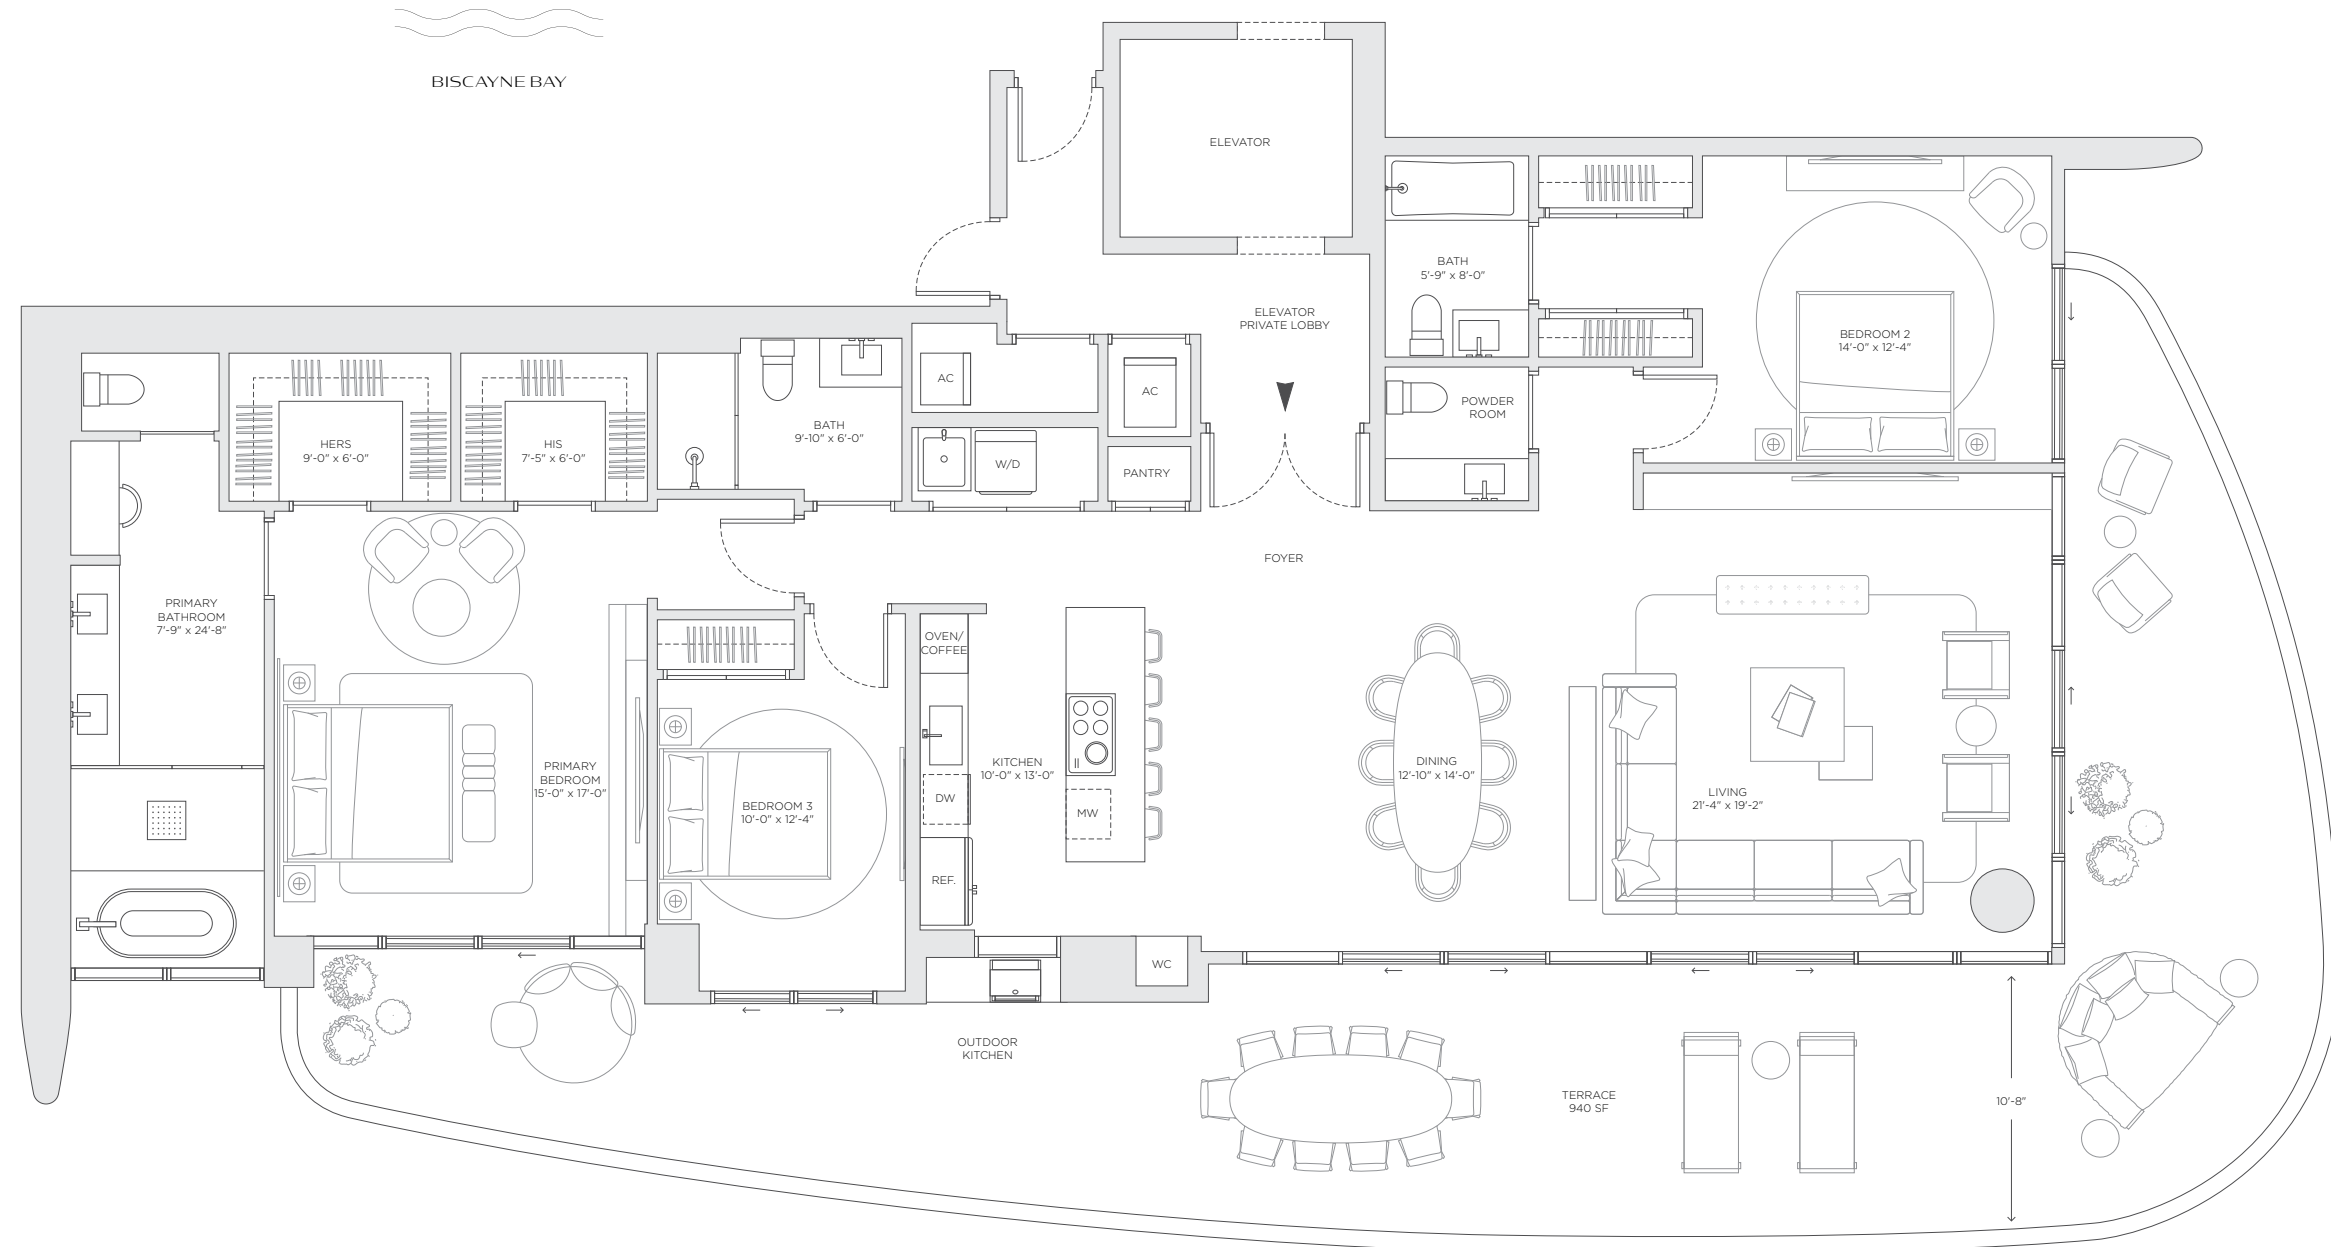 BISCAYNE BAY
ELEVATOR
BATH
5'-9" x 8'-0"
ELEVATOR
PRIVATE LOBBY
BEDROOM 2
14'-0" x 12'-4"
AC
AC
POWDER
ROOM
HERS
9'-0" x 6'-0"
HIS
7'-5" x 6'-0"
BATH
9'-10" x 6'-0"
W/D
PANTRY
FOYER
PRIMARY
BATHROOM
7'-9" x 24'-8"
OVEN/
COFFEE
PRIMARY
BEDROOM
15'-0" x 17'-0"
BEDROOM 3
10'-0" x 12'-4"
KITCHEN
10'-0" x 13'-0"
DW
MW
REF.
DINING
12'-10" x 14'-0"
LIVING
21'-4" x 19'-2"
WC
OUTDOOR
KITCHEN
TERRACE
940 SF
10'-8"